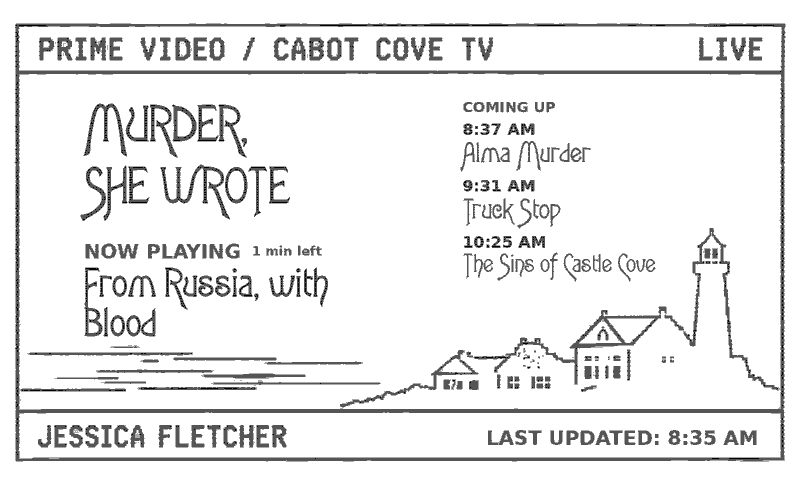 PRIME VIDEO / CABOT COVE TV
LIVE
MURDER,
SHE WROTE
NOW PLAYING 1 min left
From Russia, with
Blood
COMING UP
8:37 AM
Alma Murder
9:31 AM
Truck Stop
10:25 AM
The Sins of Castle Cove
JESSICA FLETCHER
LAST UPDATED: 8:35 AM